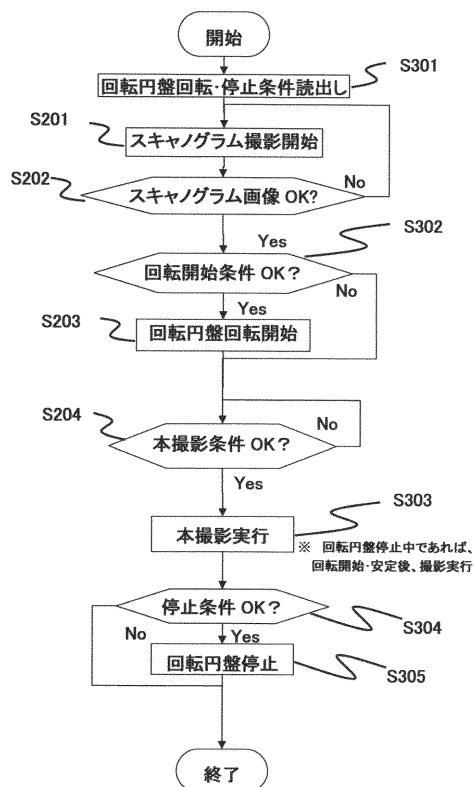 開始
回転円盤回転・停止条件読出し
S301
S201
スキャノグラム撮影開始
S202
スキャノグラム画像 OK?
No
Yes
S302
回転開始条件 OK？
No
Yes
S203
回転円盤回転開始
S204
No
本撮影条件 OK？
Yes
S303
本撮影実行
※ 回転円盤停止中であれば、
回転開始・安定後、撮影実行
停止条件 OK？
S304
No
Yes
回転円盤停止
S305
終了